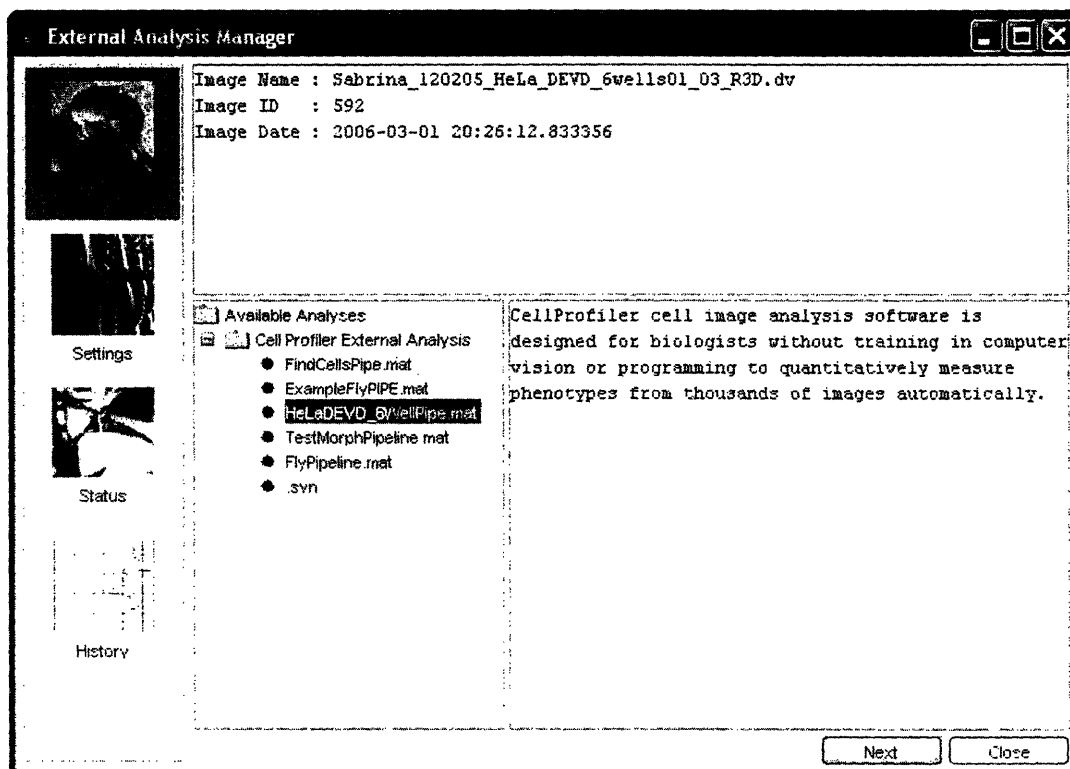 External Analysis Manager
Image Name : Sabrina_120205_HeLa_DEVD_6wells01_03_R3D.dv
Image ID : 592
Image Date : 2006-03-01 20:26:12.833356
Settings
Status
History
Available Analyses
Cell Profiler External Analysis
FindCellsPipe.mat
ExampleFlyPIPE.mat
HeLaDEVD_6WellPipe.mat
TestMorphPipeline.mat
FlyPipeline.mat
.svn
CellProfiler cell image analysis software is
designed for biologists without training in computer
vision or programming to quantitatively measure
phenotypes from thousands of images automatically.
Next
Close